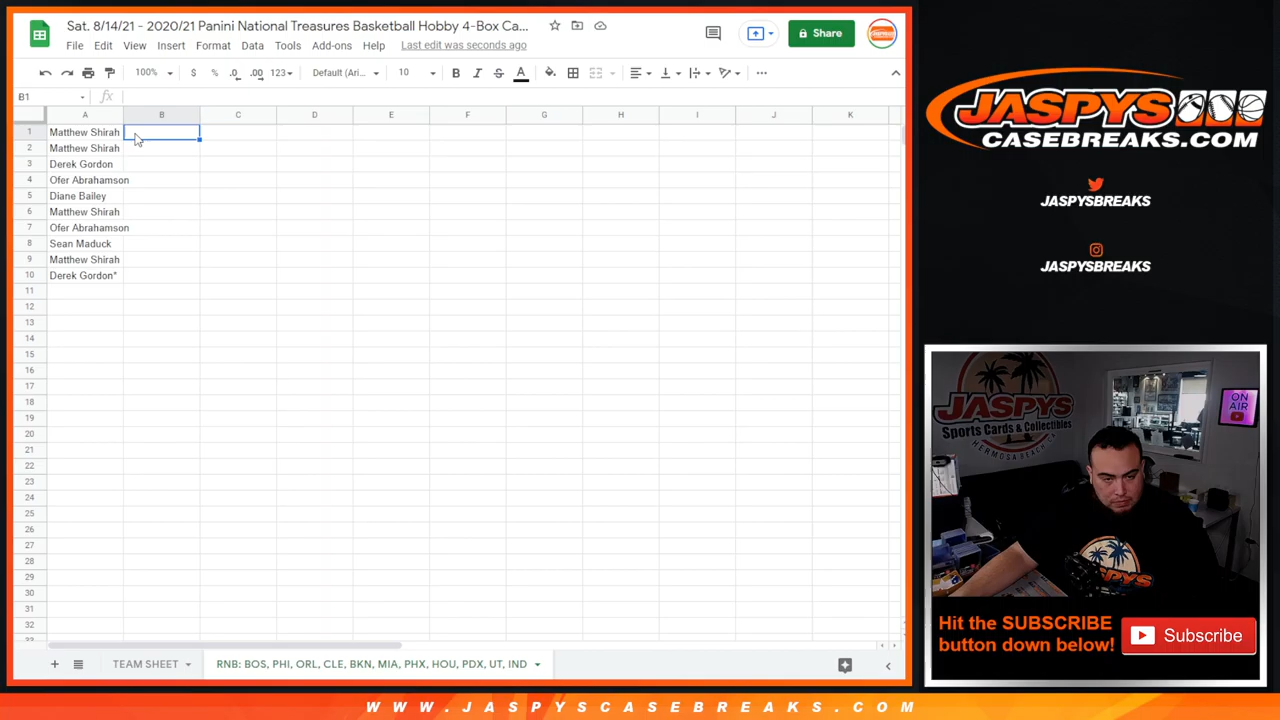 Sat. 8/14/21 - 2020/21 Panini National Treasures Basketball Hobby 4-Box Ca...
File Edit View Insert Format Data Tools Add-ons Help Last edit was seconds ago
Share
100% $ % .0 .00 123 Default (Ari... 10 B I S A
B1 fx
A B C D E F G H I J K
1 Matthew Shirah
2 Matthew Shirah
3 Derek Gordon
4 Ofer Abrahamson
5 Diane Bailey
6 Matthew Shirah
7 Ofer Abrahamson
8 Sean Maduck
9 Matthew Shirah
10 Derek Gordon*
11
12
13
14
15
16
17
18
19
20
21
22
23
24
25
26
27
28
29
30
31
32
33
TEAM SHEET RNB: BOS, PHI, ORL, CLE, BKN, MIA, PHX, HOU, PDX, UT, IND
JASPYS
CASEBREAKS.COM
JASPYSBREAKS
JASPYSBREAKS
JASPYS
Sports Cards & Collectibles
HERMOSA BEACH, CA
ON
AIR
JASPYS
Hit the SUBSCRIBE
button down below!
Subscribe
WWW.JASPYSCASEBREAKS.COM